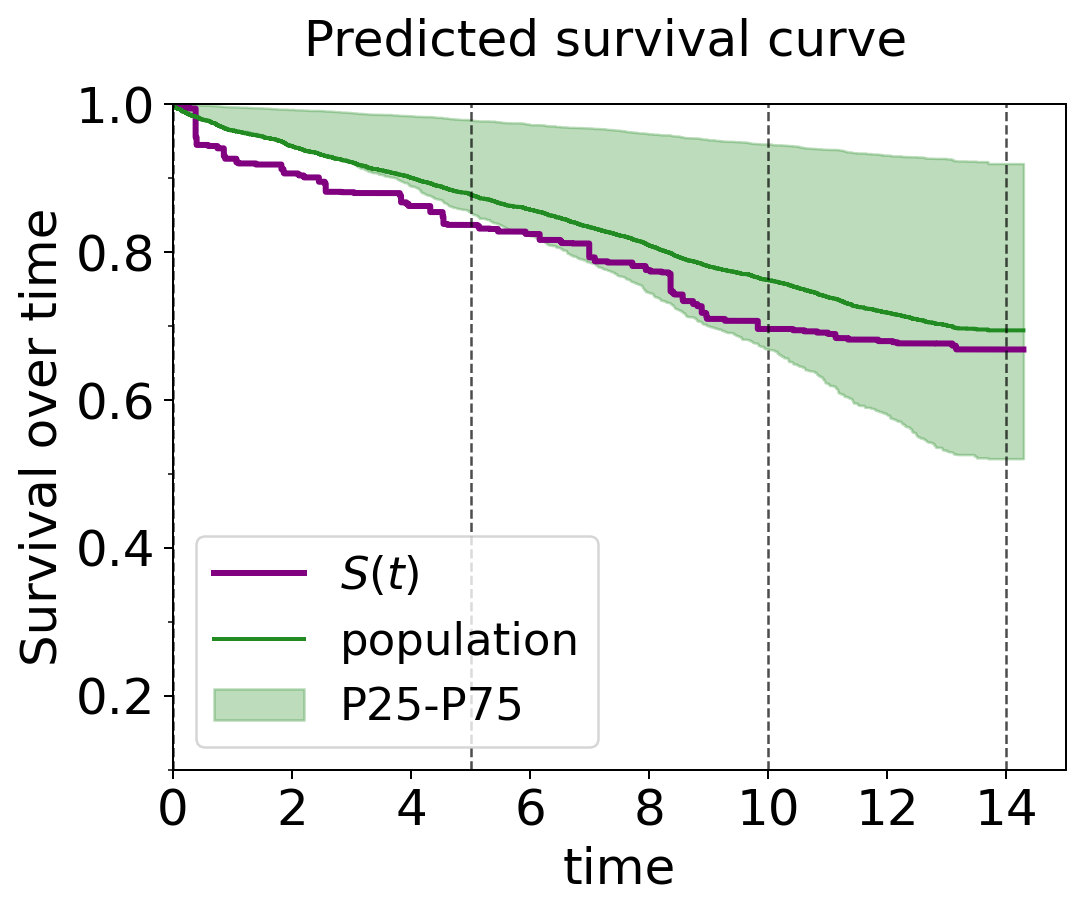 Predicted survival curve
Survival over time
1.0
0.8
0.6
0.4
0.2
S(t)
population
P25-P75
0 2 4 6 8 10 12 14
time